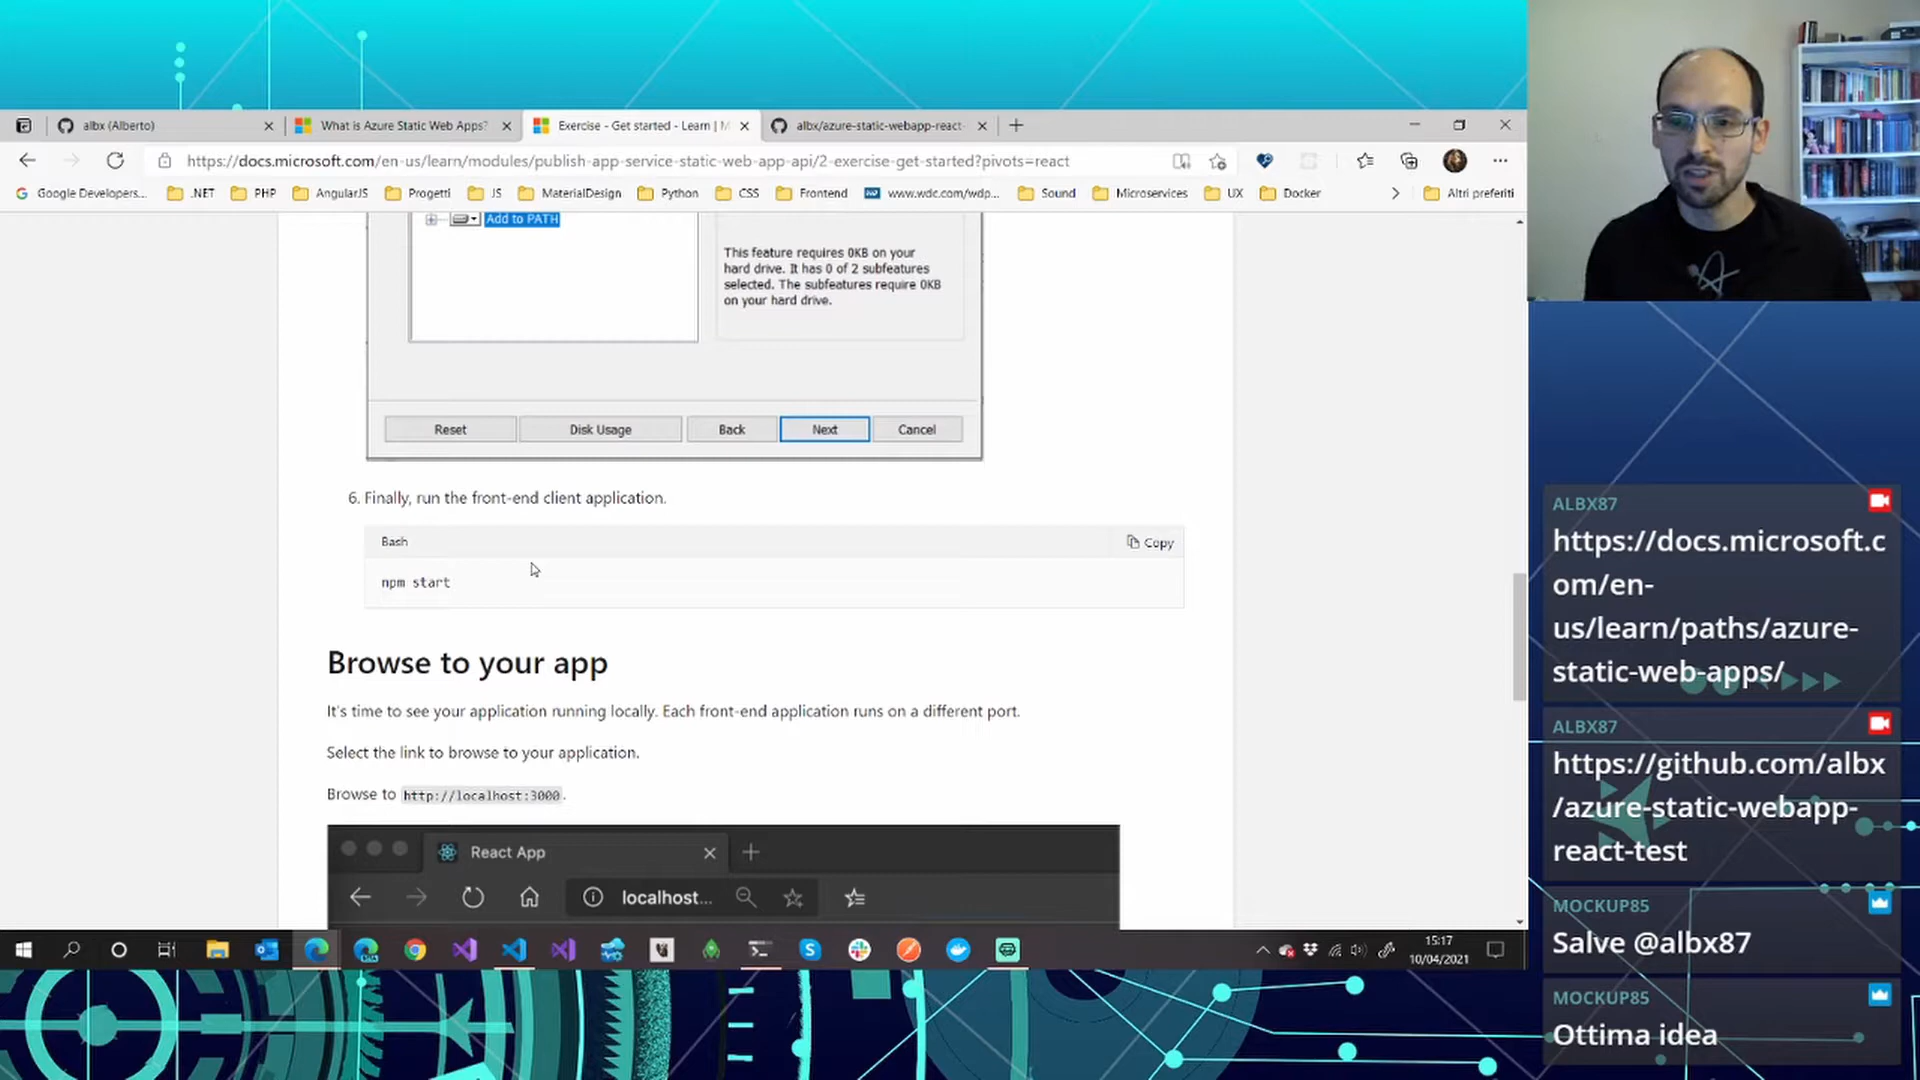 albx (Alberto)
What is Azure Static Web Apps?
Exercise - Get started - Learn | M
albx/azure-static-webapp-react-
https://docs.microsoft.com/en-us/learn/modules/publish-app-service-static-web-app-api/2-exercise-get-started?pivots=react
Google Developers...
.NET
PHP
AngularJS
Progetti
JS
MaterialDesign
Python
CSS
Frontend
www.wdc.com/wdp...
Sound
Microservices
UX
Docker
Altri preferiti
Add to PATH
This feature requires 0KB on your
hard drive. It has 0 of 2 subfeatures
selected. The subfeatures require 0KB
on your hard drive.
Reset
Disk Usage
Back
Next
Cancel
6. Finally, run the front-end client application.
Bash
Copy
npm start
Browse to your app
It's time to see your application running locally. Each front-end application runs on a different port.
Select the link to browse to your application.
Browse to http://localhost:3000.
React App
localhost...
15:17
10/04/2021
ALBX87
https://docs.microsoft.c
om/en-
us/learn/paths/azure-
static-web-apps/
ALBX87
https://github.com/albx
/azure-static-webapp-
react-test
MOCKUP85
Salve @albx87
MOCKUP85
Ottima idea